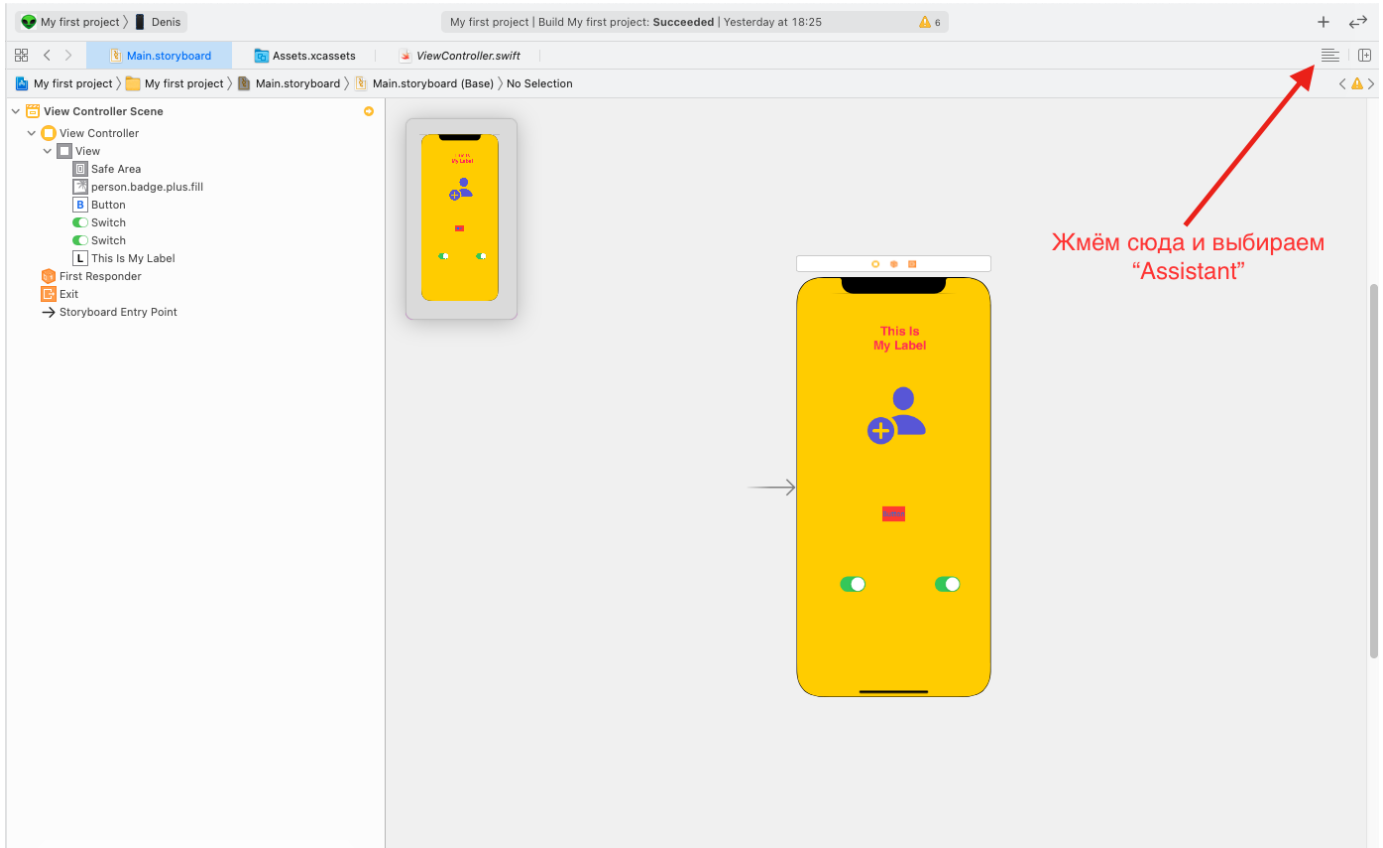 My first project 〉 Denis
My first project | Build My first project: Succeeded | Yesterday at 18:25
6
Main.storyboard
Assets.xcassets
ViewController.swift
My first project 〉 My first project 〉 Main.storyboard 〉 Main.storyboard (Base) 〉 No Selection
View Controller Scene
View Controller
View
Safe Area
person.badge.plus.fill
B Button
Switch
Switch
L This Is My Label
First Responder
Exit
Storyboard Entry Point
My Label
This Is
My Label
Жмём сюда и выбираем
“Assistant”